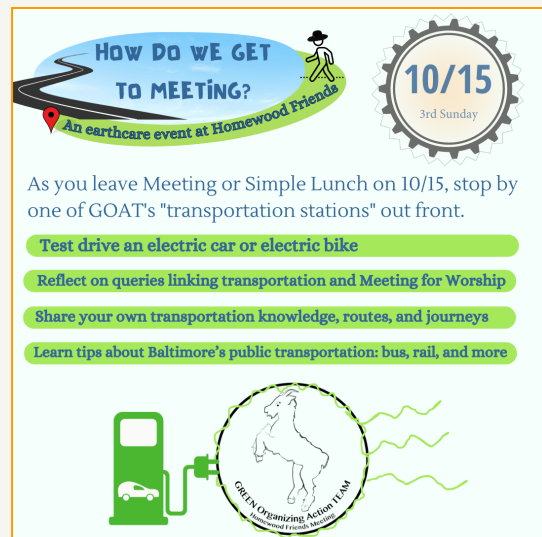 HOW DO WE GET
TO MEETING?
An earthcare event at Homewood Friends
10/15
3rd Sunday
As you leave Meeting or Simple Lunch on 10/15, stop by
one of GOAT's "transportation stations" out front.
Test drive an electric car or electric bike
Reflect on queries linking transportation and Meeting for Worship
Share your own transportation knowledge, routes, and journeys
Learn tips about Baltimore's public transportation: bus, rail, and more
GREEN Organizing Action TEAM
Homewood Friends Meeting